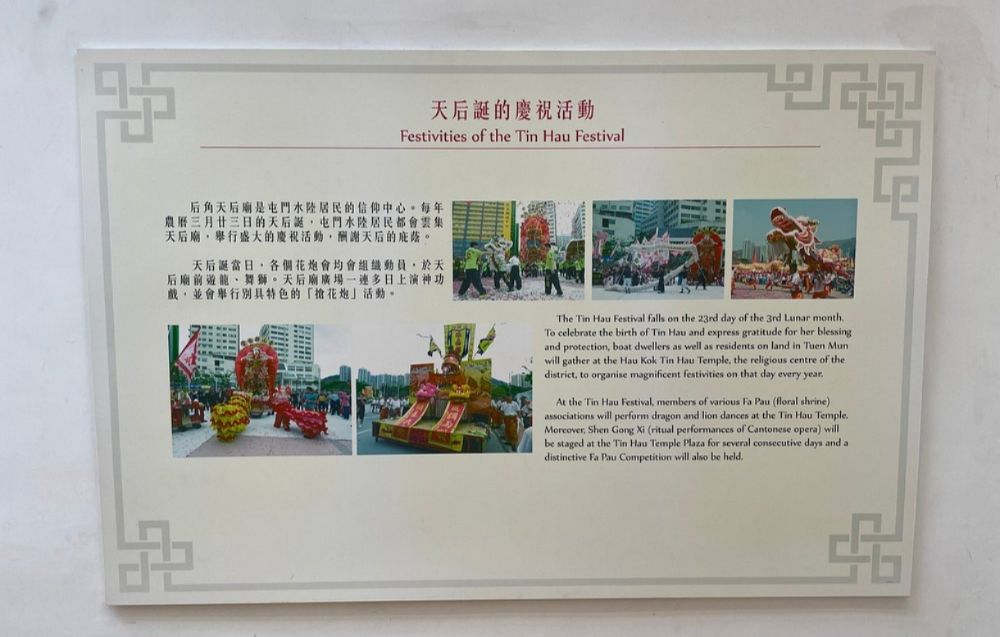 天后誕的慶祝活動
Festivities of the Tin Hau Festival
后角天后廟是屯門水陸居民的信仰中心。每年
農曆三月廿三日的天后誕，屯門水陸居民都會雲集
天后廟，舉行盛大的慶祝活動，酬謝天后的庇蔭。
天后誕當日，各個花炮會均會組織動員，於天
后廟前遊龍、舞獅。天后廟廣場一連多日上演神功
戲，並會舉行別具特色的「搶花炮」活動。
The Tin Hau Festival falls on the 23rd day of the 3rd Lunar month.
To celebrate the birth of Tin Hau and express gratitude for her blessing
and protection, boat dwellers as well as residents on land in Tuen Mun
will gather at the Hau Kok Tin Hau Temple, the religious centre of the
district, to organise magnificent festivities on that day every year.
At the Tin Hau Festival, members of various Fa Pau (floral shrine)
associations will perform dragon and lion dances at the Tin Hau Temple.
Moreover, Shen Gong Xi (ritual performances of Cantonese opera) will
be staged at the Tin Hau Temple Plaza for several consecutive days and a
distinctive Fa Pau Competition will also be held.